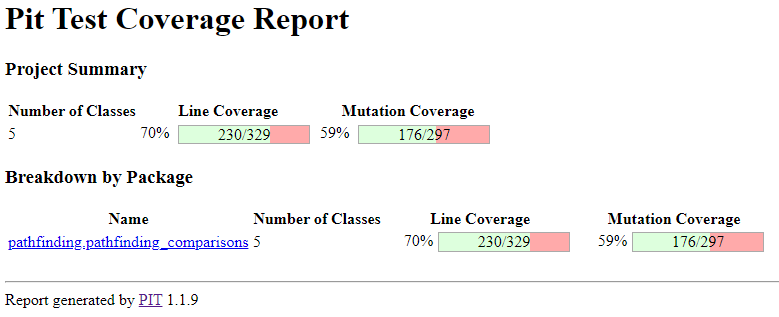 Pit Test Coverage Report
Project Summary
Number of Classes Line Coverage Mutation Coverage
5 70% 230/329 59% 176/297
Breakdown by Package
Name Number of Classes Line Coverage Mutation Coverage
pathfinding.pathfinding_comparisons 5 70% 230/329 59% 176/297
Report generated by PIT 1.1.9